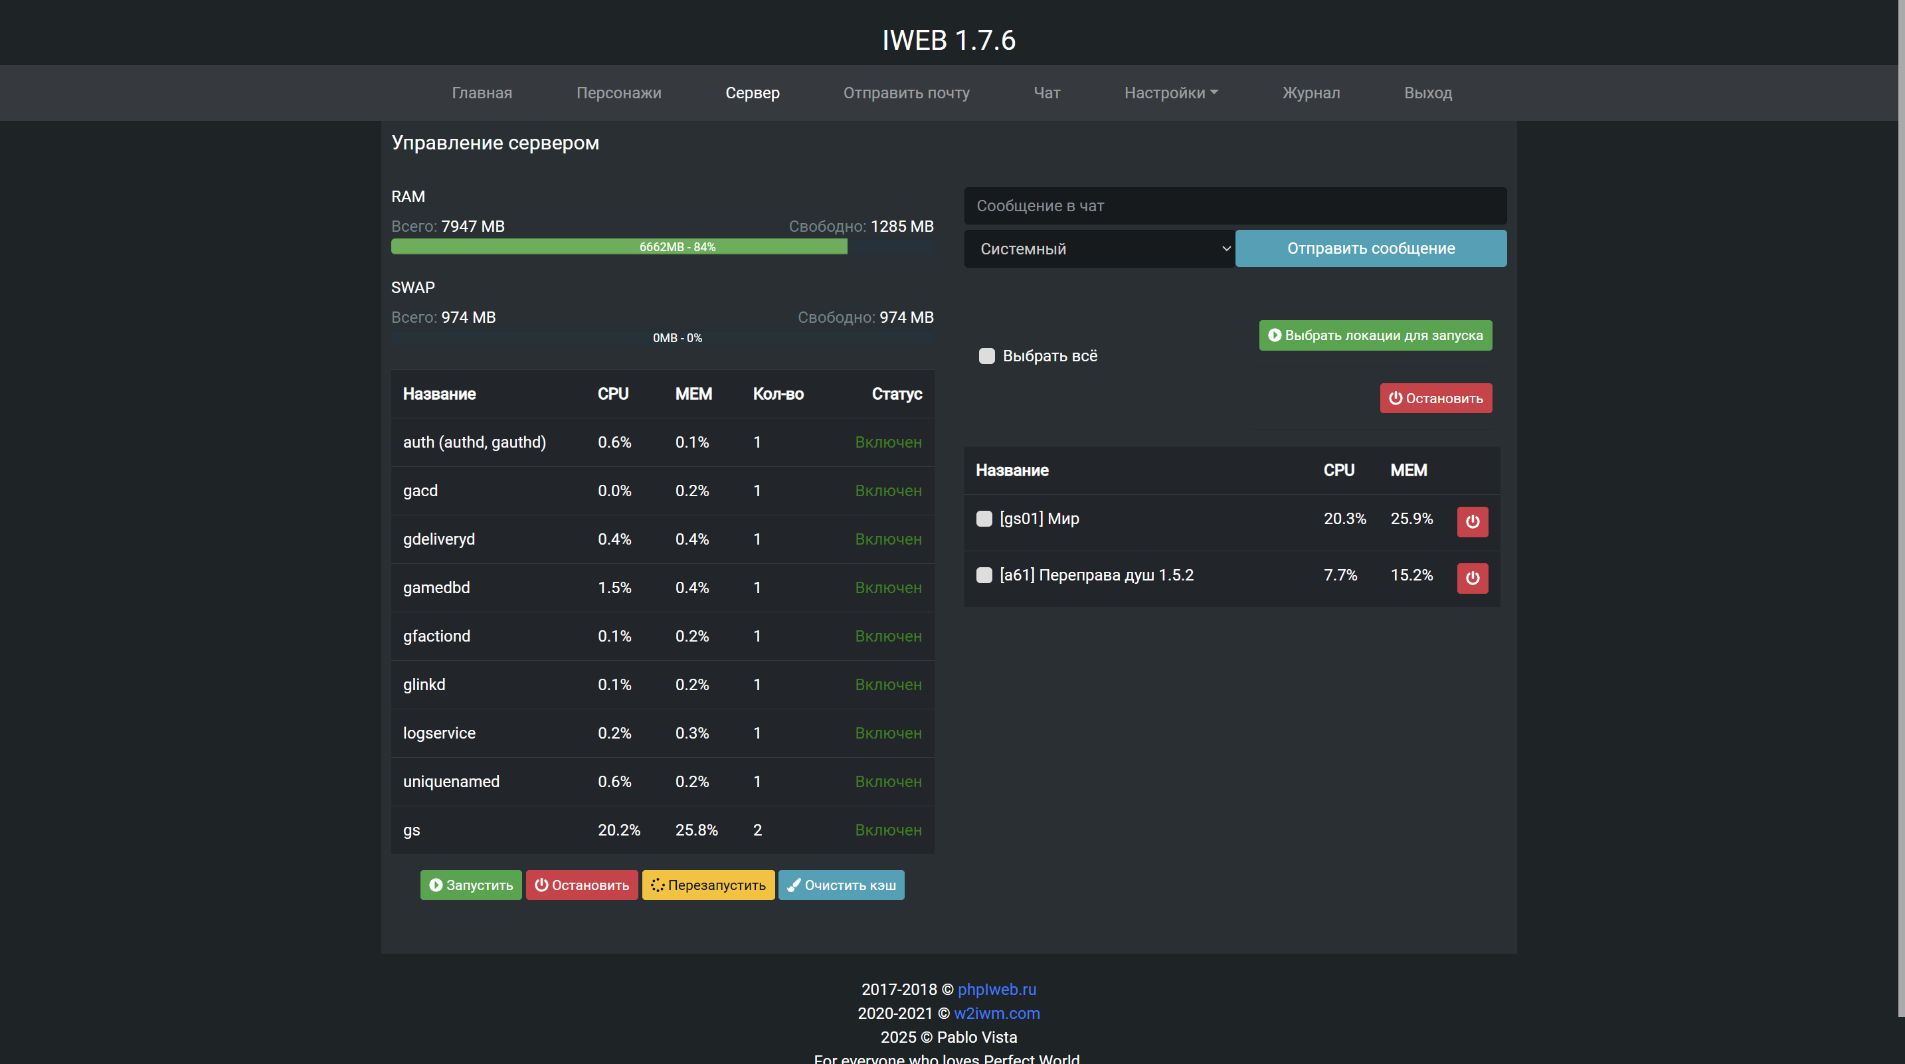 IWEB 1.7.6
Главная Персонажи Сервер Отправить почту Чат Настройки Журнал Выход
Управление сервером
RAM
Всего: 7947 MB Свободно: 1285 MB
6662MB - 84%
SWAP
Всего: 974 MB Свободно: 974 MB
0MB - 0%
Название CPU MEM Кол-во Статус
auth (authd, gauthd) 0.6% 0.1% 1 Включен
gacd 0.0% 0.2% 1 Включен
gdeliveryd 0.4% 0.4% 1 Включен
gamedbd 1.5% 0.4% 1 Включен
gfactiond 0.1% 0.2% 1 Включен
glinkd 0.1% 0.2% 1 Включен
logservice 0.2% 0.3% 1 Включен
uniquenamed 0.6% 0.2% 1 Включен
gs 20.2% 25.8% 2 Включен
Запустить Остановить Перезапустить Очистить кэш
Сообщение в чат
Системный Отправить сообщение
Выбрать локации для запуска
Выбрать всё
Остановить
Название CPU MEM
[gs01] Мир 20.3% 25.9%
[a61] Переправа душ 1.5.2 7.7% 15.2%
2017-2018 © phpIweb.ru
2020-2021 © w2iwm.com
2025 © Pablo Vista
For everyone who loves Perfect World